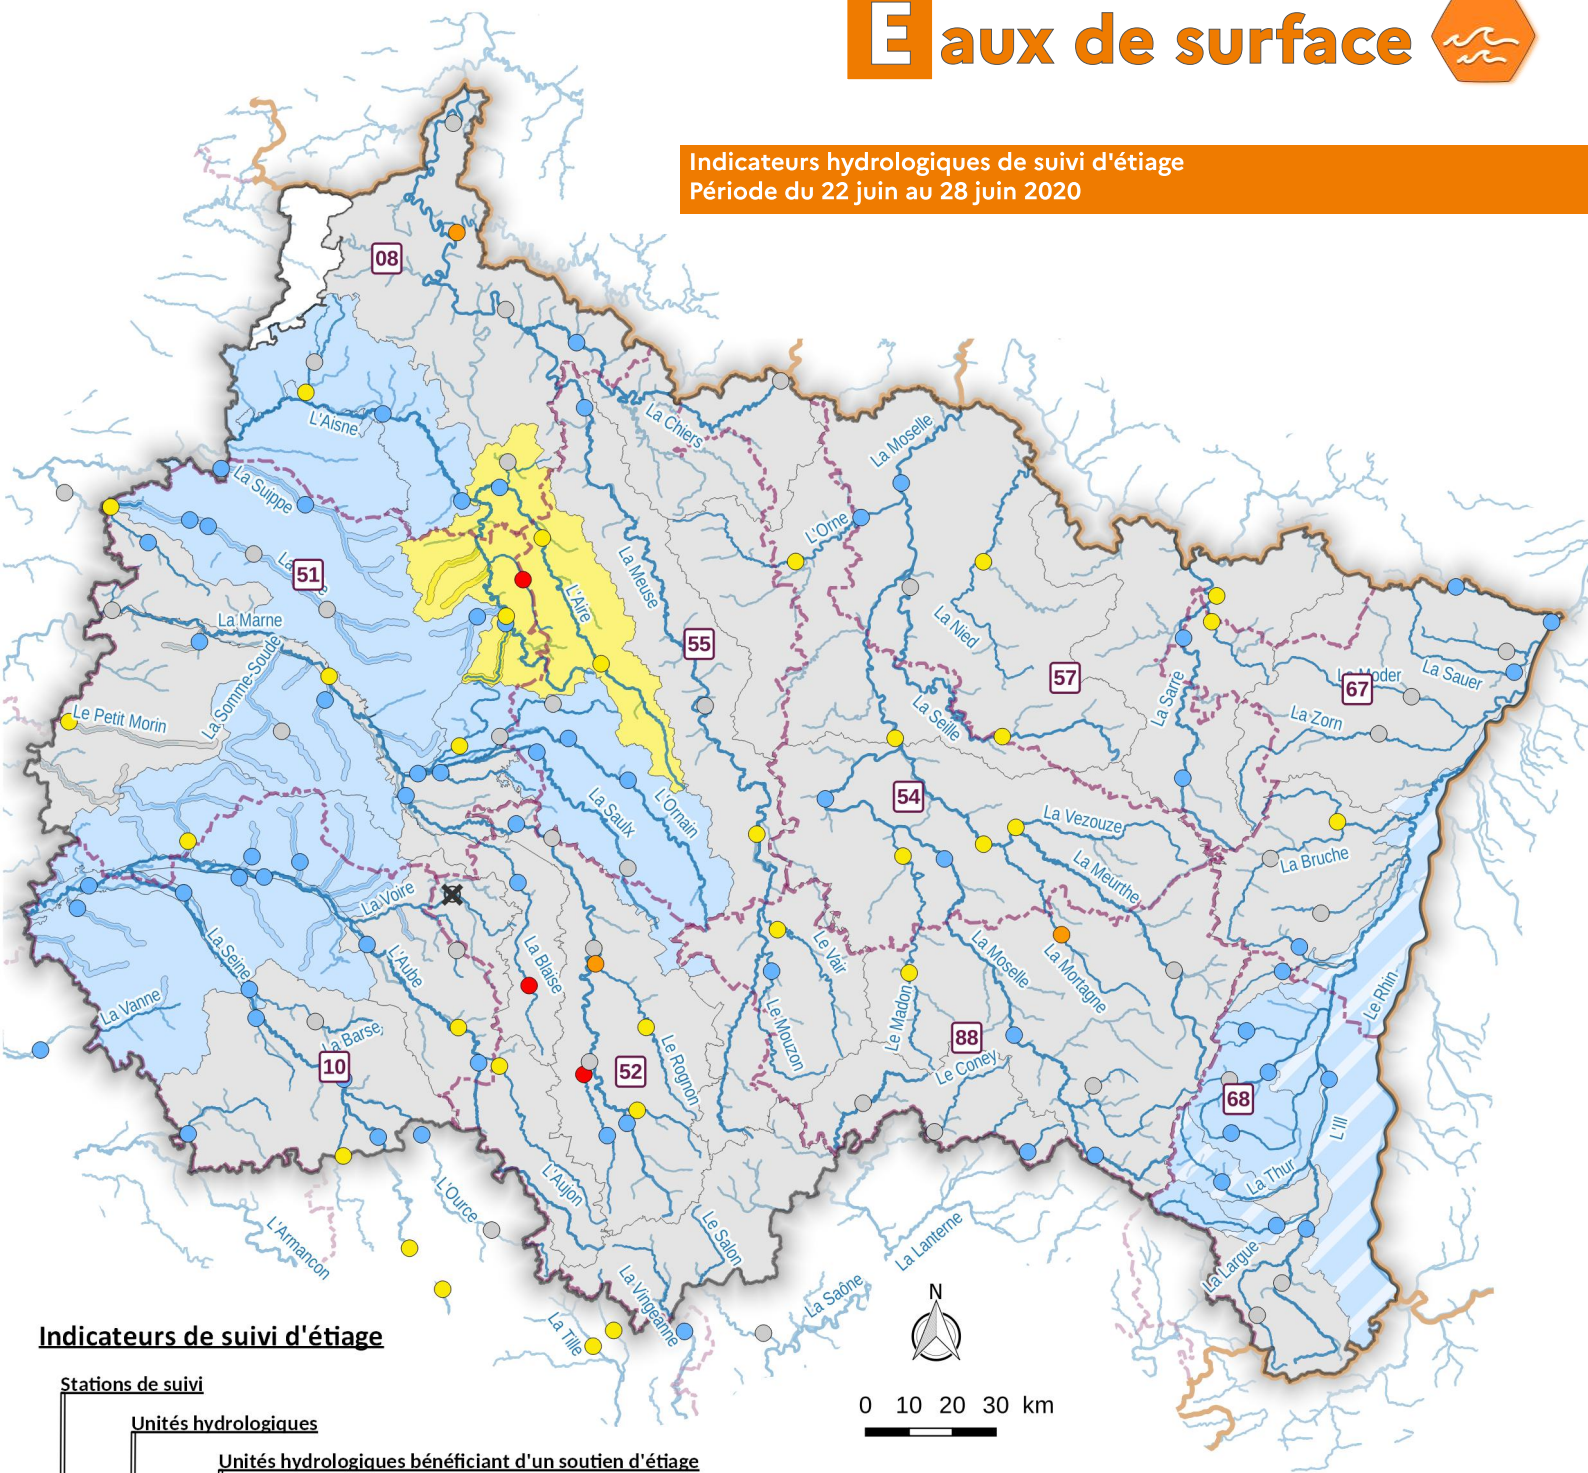 Eaux de surface
Indicateurs hydrologiques de suivi d'étiage
Période du 22 juin au 28 juin 2020
08
L'Aisne
La Chiers
La Moselle
La Suippe
L'Orne
51
La Meuse
L'Aire
La Marne
La Nied
55
57
La Somme-Soude
La Sarre
La Sauer
67
Le Petit Morin
La Seille
La Zorn
54
La Saulx
L'Ornain
La Vezouze
La Meurthe
La Bruche
La Voire
La Seine
L'Aube
La Blaise
Le Vair
La Moselle
La Mortagne
Le Rhin
La Vanne
Le Mouzon
Le Madon
La Barse
10
52
Le Rognon
88
Le Coney
68
L'Ill
La Thur
L'Aujon
L'Ource
L'Armançon
Le Salon
La Lanterne
La Largue
La Vingeanne
La Saône
La Tille
N
Indicateurs de suivi d'étiage
Stations de suivi
0 10 20 30 km
Unités hydrologiques
Unités hydrologiques bénéficiant d'un soutien d'étiage